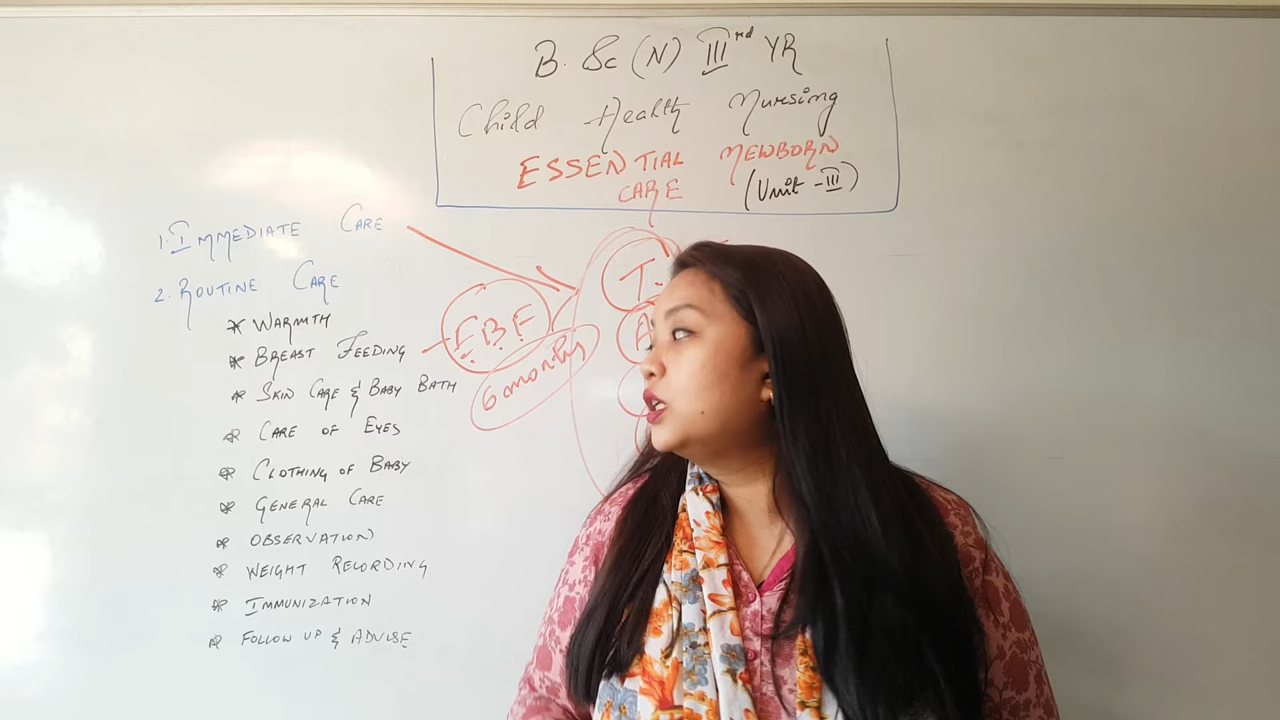 B. Sc (N) III rd YR
Child Health Nursing
ESSENTIAL NEWBORN
CARE (Unit - III)
1. IMMEDIATE CARE
2. ROUTINE CARE
* WARMTH
* BREAST FEEDING
* SKIN CARE & BABY BATH
* CARE OF EYES
* CLOTHING OF BABY
* GENERAL CARE
* OBSERVATION
* WEIGHT RECORDING
* IMMUNIZATION
* FOLLOW UP & ADVISE
EBF
6 months
T.
A